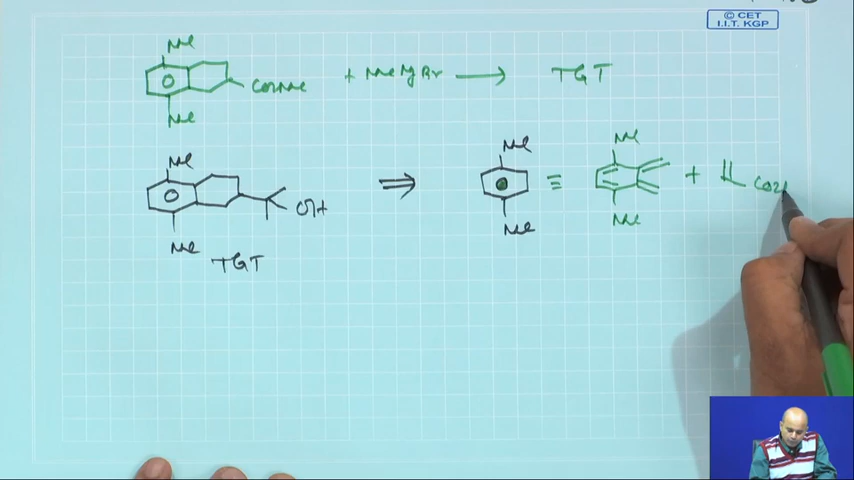 © CET
I.I.T. KGP
Me
CO2Me + MeMgBr → TGT
Me
Me
OH
Me
TGT
⇒
Me
Me
≡
Me
Me
+
CO2